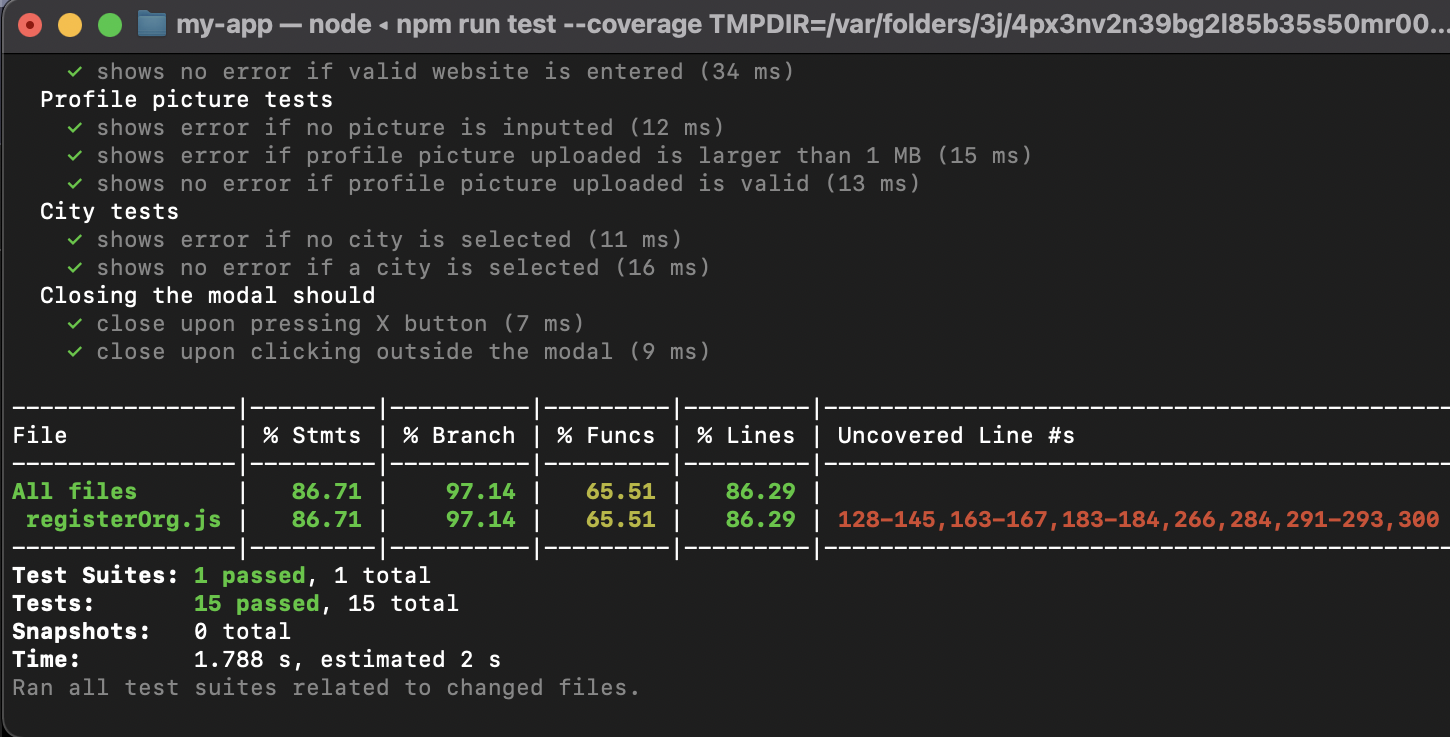 my-app — node ◂ npm run test --coverage TMPDIR=/var/folders/3j/4px3nv2n39bg2l85b35s50mr00...
✓ shows no error if valid website is entered (34 ms)
Profile picture tests
✓ shows error if no picture is inputted (12 ms)
✓ shows error if profile picture uploaded is larger than 1 MB (15 ms)
✓ shows no error if profile picture uploaded is valid (13 ms)
City tests
✓ shows error if no city is selected (11 ms)
✓ shows no error if a city is selected (16 ms)
Closing the modal should
✓ close upon pressing X button (7 ms)
✓ close upon clicking outside the modal (9 ms)
----------------|---------|----------|---------|---------|---------------------------------------------
File            | % Stmts | % Branch | % Funcs | % Lines | Uncovered Line #s
----------------|---------|----------|---------|---------|---------------------------------------------
All files       |   86.71 |    97.14 |   65.51 |   86.29 |
 registerOrg.js |   86.71 |    97.14 |   65.51 |   86.29 | 128-145,163-167,183-184,266,284,291-293,300
----------------|---------|----------|---------|---------|---------------------------------------------
Test Suites: 1 passed, 1 total
Tests:       15 passed, 15 total
Snapshots:   0 total
Time:        1.788 s, estimated 2 s
Ran all test suites related to changed files.